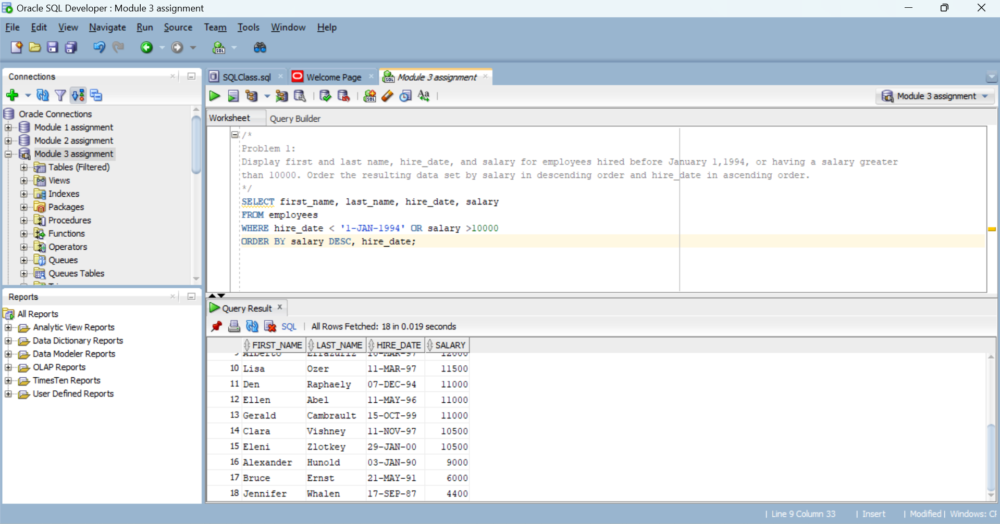 Oracle SQL Developer : Module 3 assignment
File Edit View Navigate Run Source Team Tools Window Help
Connections
Oracle Connections
Module 1 assignment
Module 2 assignment
Module 3 assignment
Tables (Filtered)
Views
Indexes
Packages
Procedures
Functions
Operators
Queues
Queues Tables
Reports
All Reports
Analytic View Reports
Data Dictionary Reports
Data Modeler Reports
OLAP Reports
TimesTen Reports
User Defined Reports
SQLClass.sql Welcome Page Module 3 assignment
Module 3 assignment
Worksheet Query Builder
/*
Problem 1:
Display first and last name, hire_date, and salary for employees hired before January 1,1994, or having a salary greater
than 10000. Order the resulting data set by salary in descending order and hire_date in ascending order.
*/
SELECT first_name, last_name, hire_date, salary
FROM employees
WHERE hire_date < '1-JAN-1994' OR salary >10000
ORDER BY salary DESC, hire_date;
Query Result
SQL All Rows Fetched: 18 in 0.019 seconds
FIRST_NAME LAST_NAME HIRE_DATE SALARY
9 Alberto Errazuriz 10-MAR-97 12000
10 Lisa Ozer 11-MAR-97 11500
11 Den Raphaely 07-DEC-94 11000
12 Ellen Abel 11-MAY-96 11000
13 Gerald Cambrault 15-OCT-99 11000
14 Clara Vishney 11-NOV-97 10500
15 Eleni Zlotkey 29-JAN-00 10500
16 Alexander Hunold 03-JAN-90 9000
17 Bruce Ernst 21-MAY-91 6000
18 Jennifer Whalen 17-SEP-87 4400
| Line 9 Column 33 | Insert | Modified | Windows: CF